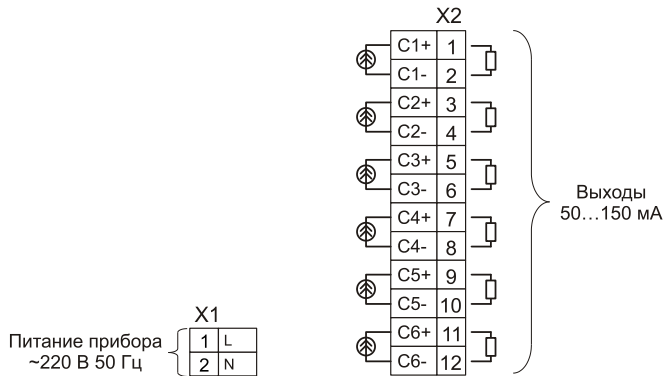 X2
C1+ 1
C1- 2
C2+ 3
C2- 4
C3+ 5
C3- 6
C4+ 7
C4- 8
C5+ 9
C5- 10
C6+ 11
C6- 12
Выходы
50...150 мА
X1
Питание прибора
~220 В 50 Гц
1 L
2 N